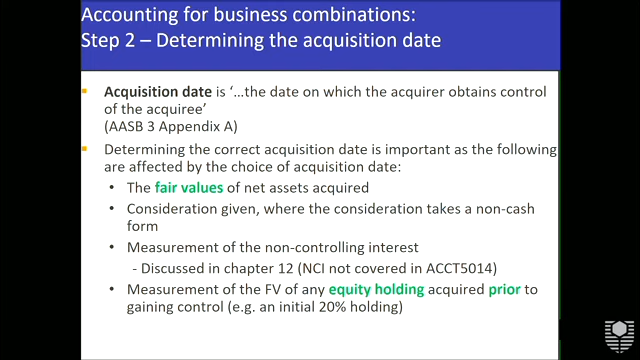 Accounting for business combinations:
Step 2 – Determining the acquisition date
Acquisition date is ‘…the date on which the acquirer obtains control
of the acquiree’
(AASB 3 Appendix A)
Determining the correct acquisition date is important as the following
are affected by the choice of acquisition date:
• The fair values of net assets acquired
• Consideration given, where the consideration takes a non-cash
form
• Measurement of the non-controlling interest
- Discussed in chapter 12 (NCI not covered in ACCT5014)
• Measurement of the FV of any equity holding acquired prior to
gaining control (e.g. an initial 20% holding)